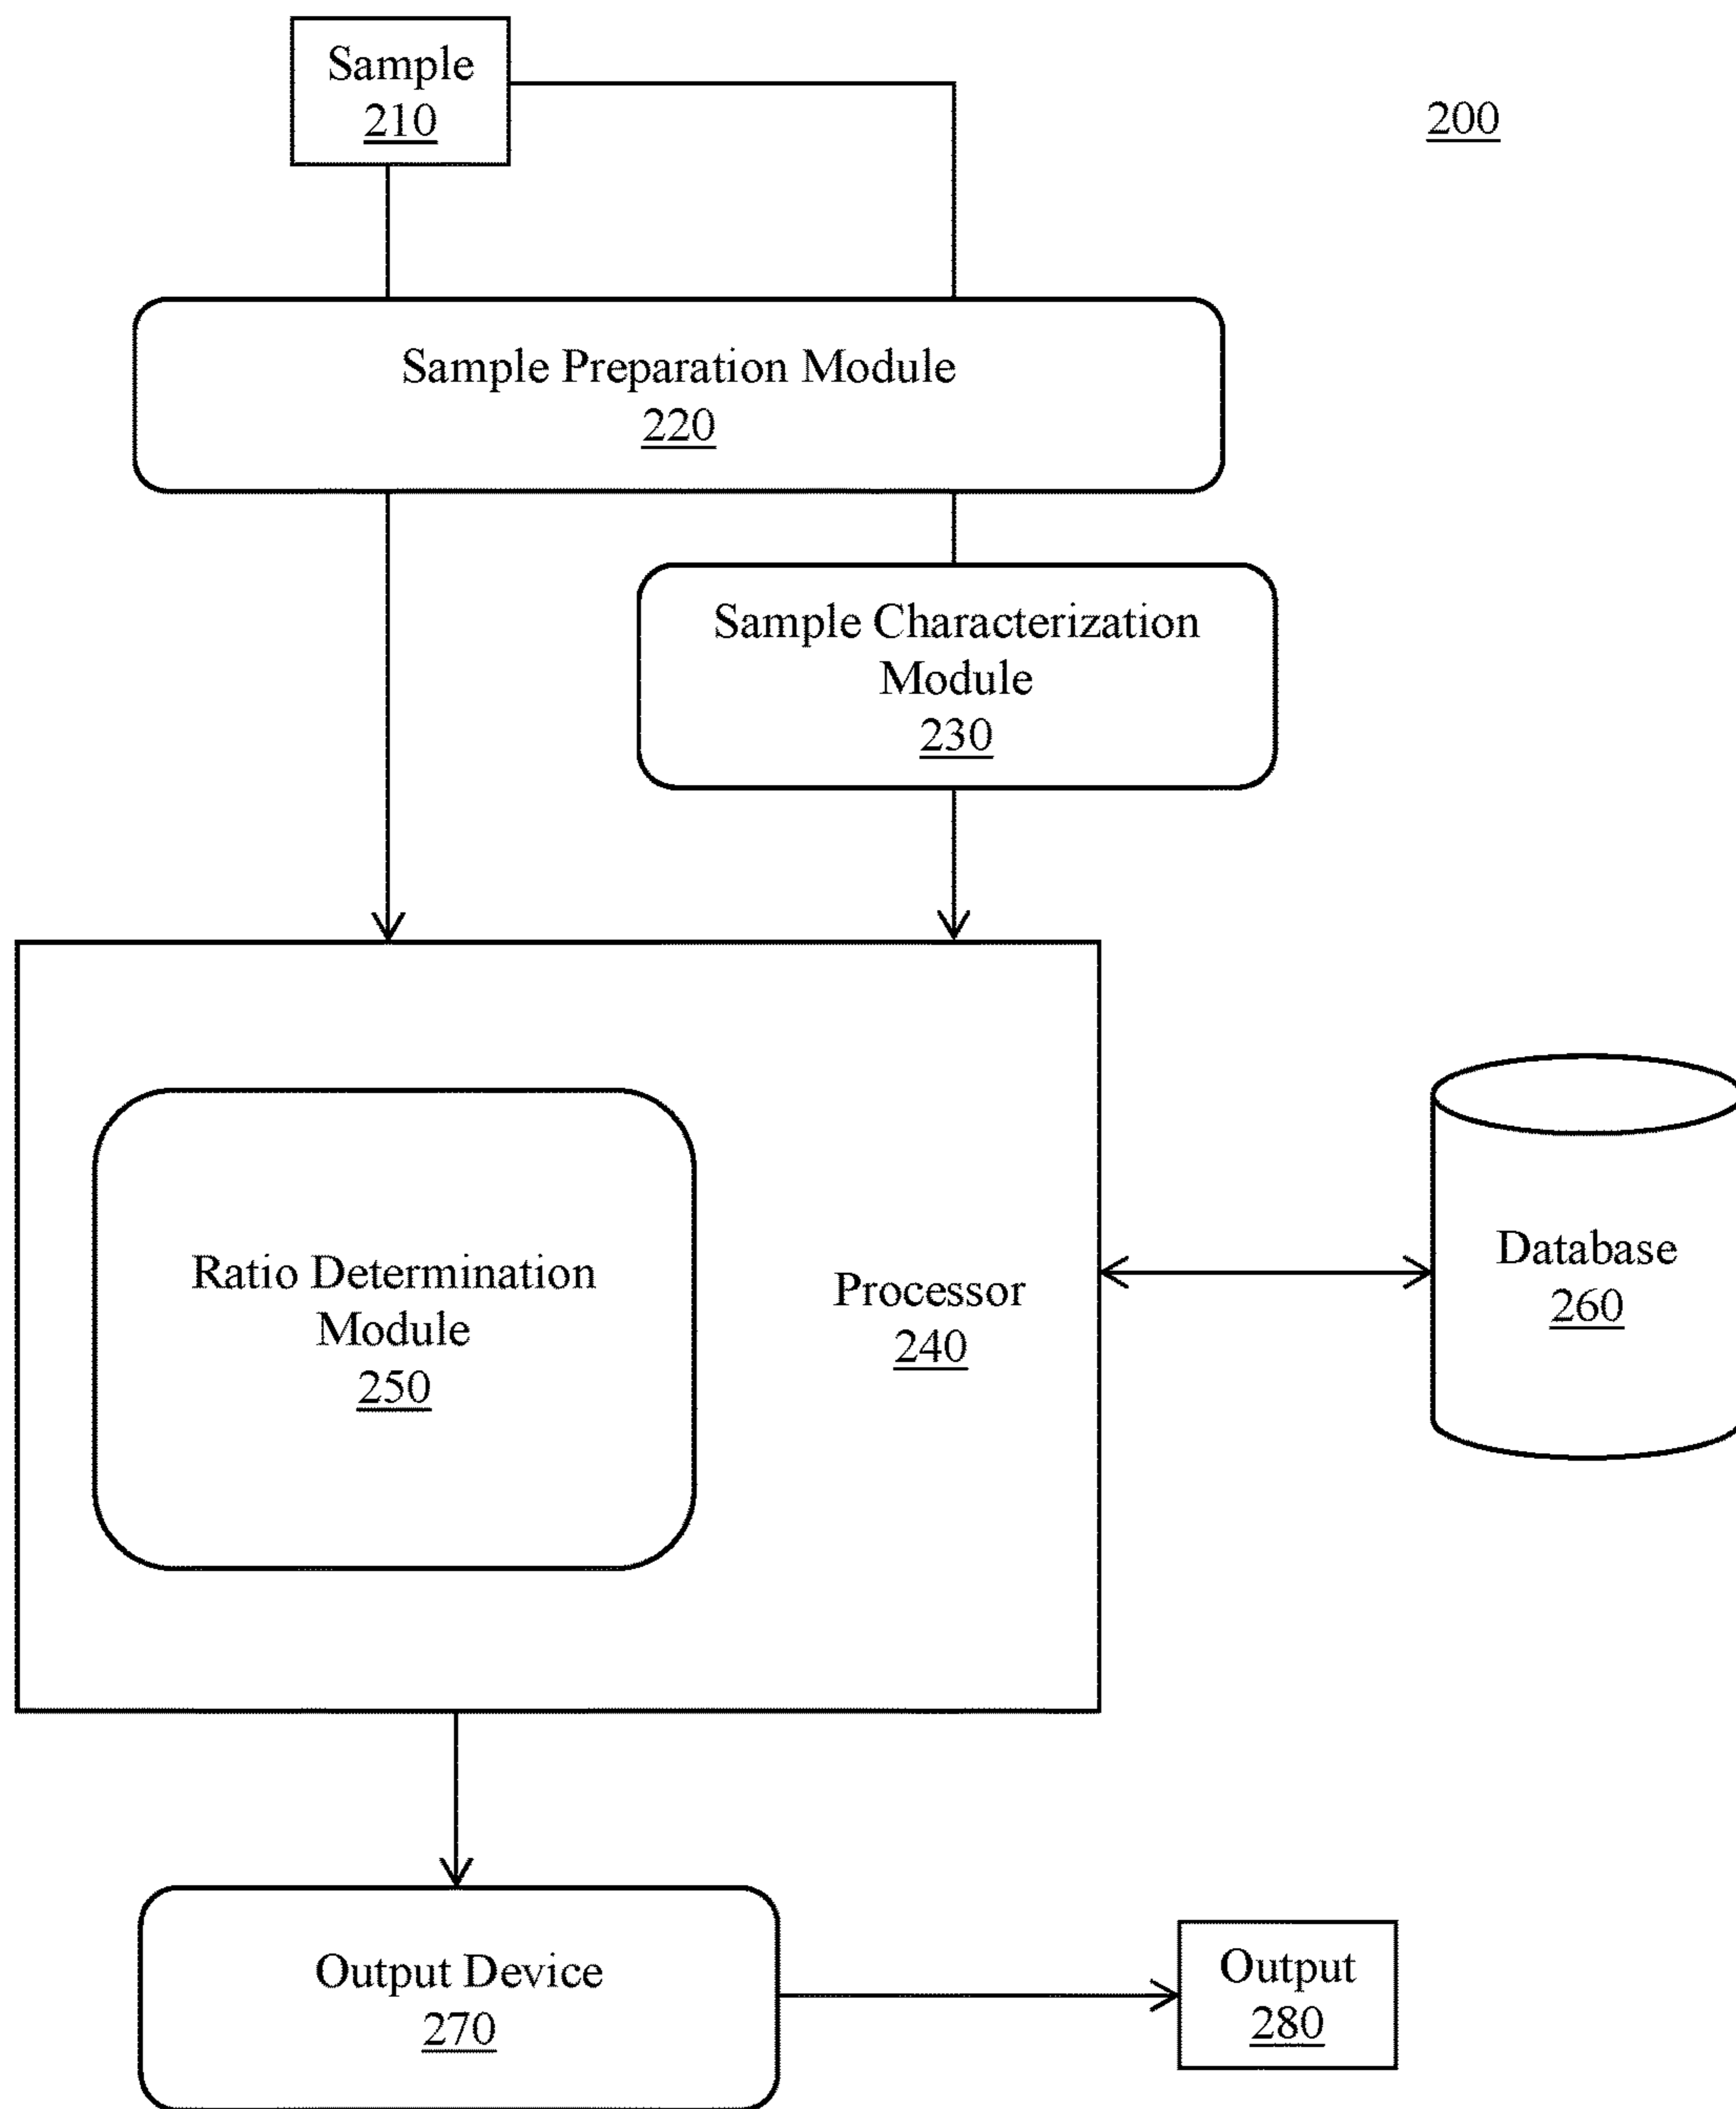 Sample
210
200
Sample Preparation Module
220
Sample Characterization
Module
230
Ratio Determination
Module
250
Processor
240
Database
260
Output Device
270
Output
280